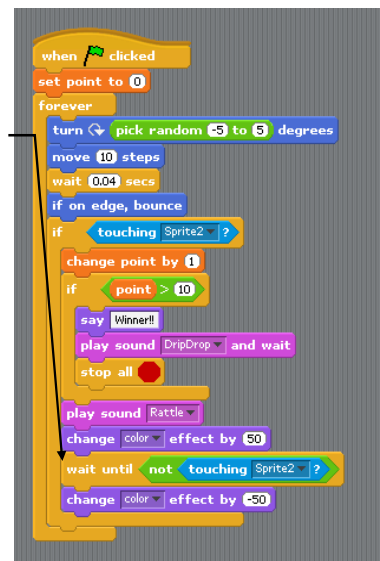 when clicked
set point to 0
forever
turn pick random -5 to 5 degrees
move 10 steps
wait 0.04 secs
if on edge, bounce
if touching Sprite2 ?
change point by 1
if point > 10
say Winner!!
play sound DripDrop and wait
stop all
play sound Rattle
change color effect by 50
wait until not touching Sprite2 ?
change color effect by -50